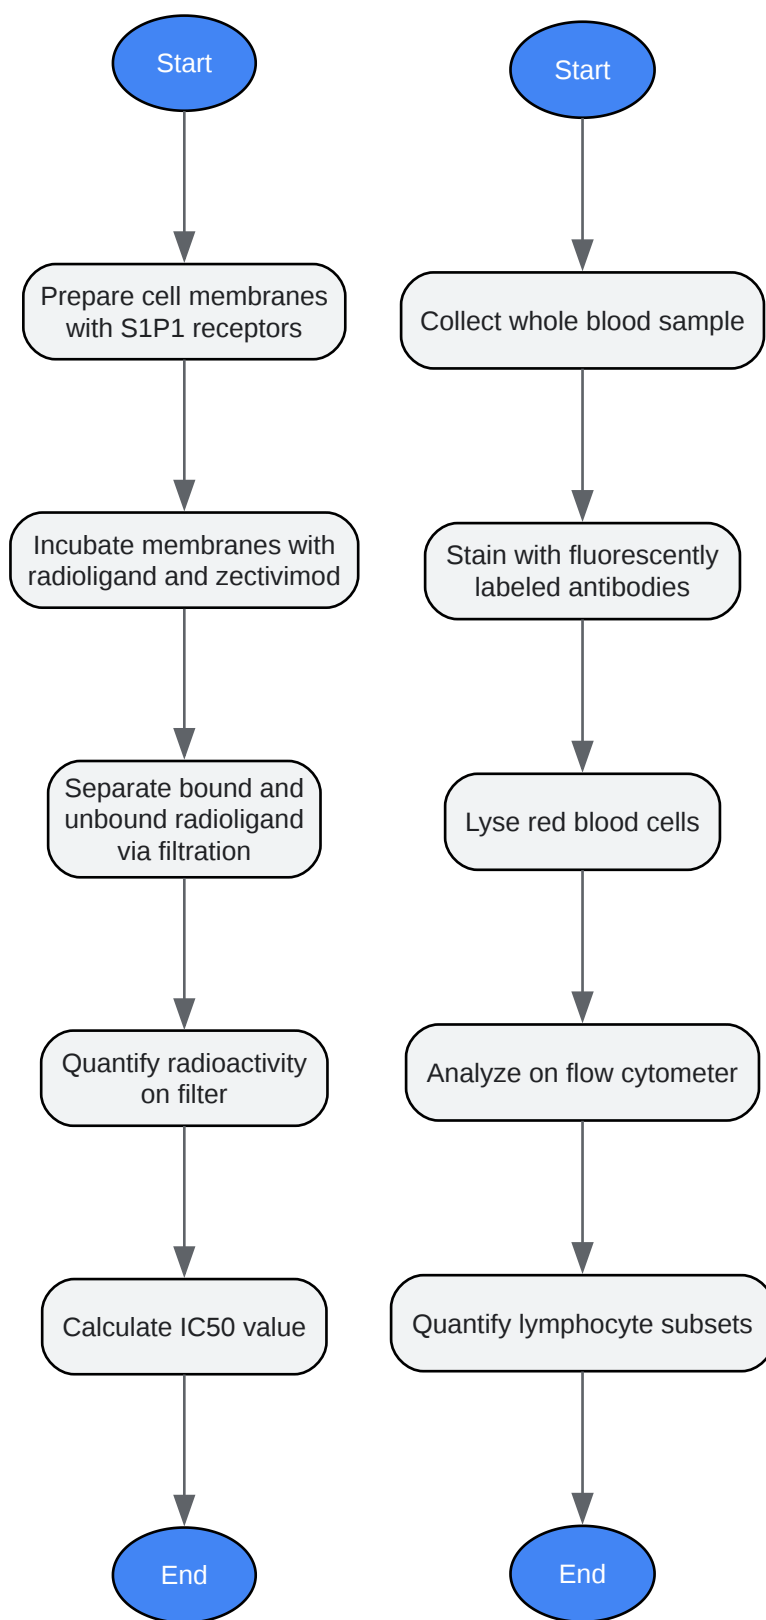 Start
Prepare cell membranes
with S1P1 receptors
Incubate membranes with
radioligand and zectivimod
Separate bound and
unbound radioligand
via filtration
Quantify radioactivity
on filter
Calculate IC50 value
End
Start
Collect whole blood sample
Stain with fluorescently
labeled antibodies
Lyse red blood cells
Analyze on flow cytometer
Quantify lymphocyte subsets
End